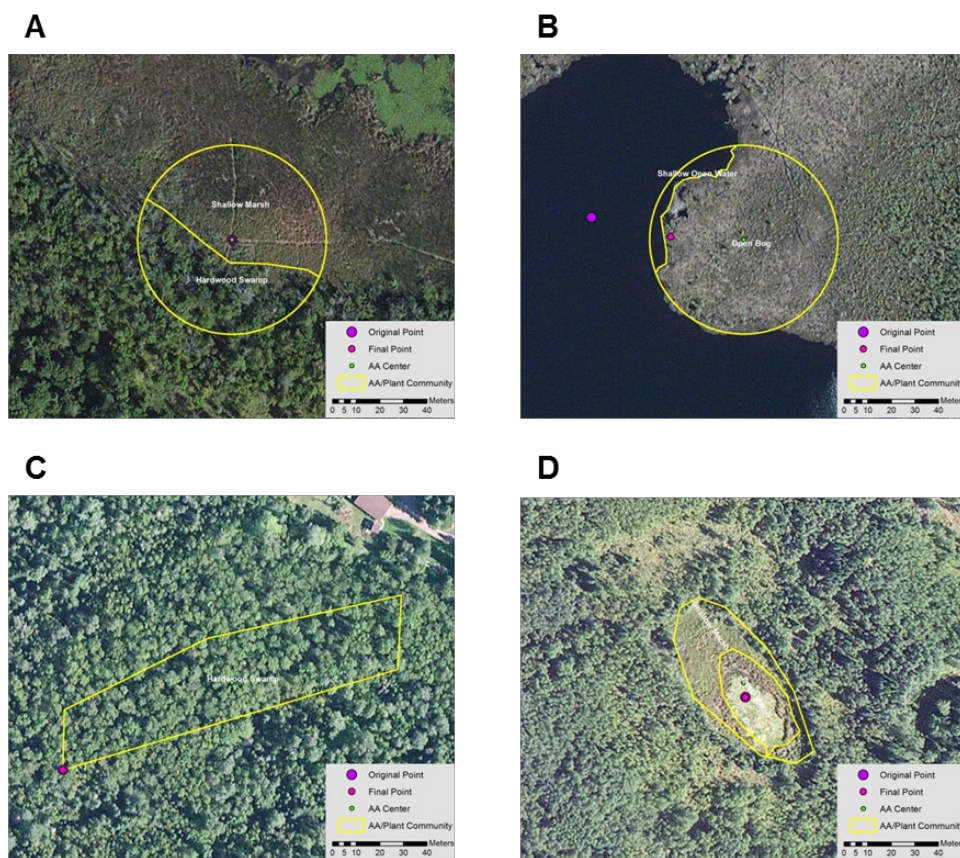 A
B
Shallow Marsh
Hardwood Swamp
Original Point
Final Point
AA Center
AA/Plant Community
Meters
0 5 10 20 30 40
Shallow Open Water
Open Bog
Original Point
Final Point
AA Center
AA/Plant Community
Meters
0 5 10 20 30 40
C
D
Hardwood Swamp
Original Point
Final Point
AA Center
AA/Plant Community
Meters
0 5 10 20 30 40
Original Point
Final Point
AA Center
AA/Plant Community
Meters
0 5 10 20 30 40